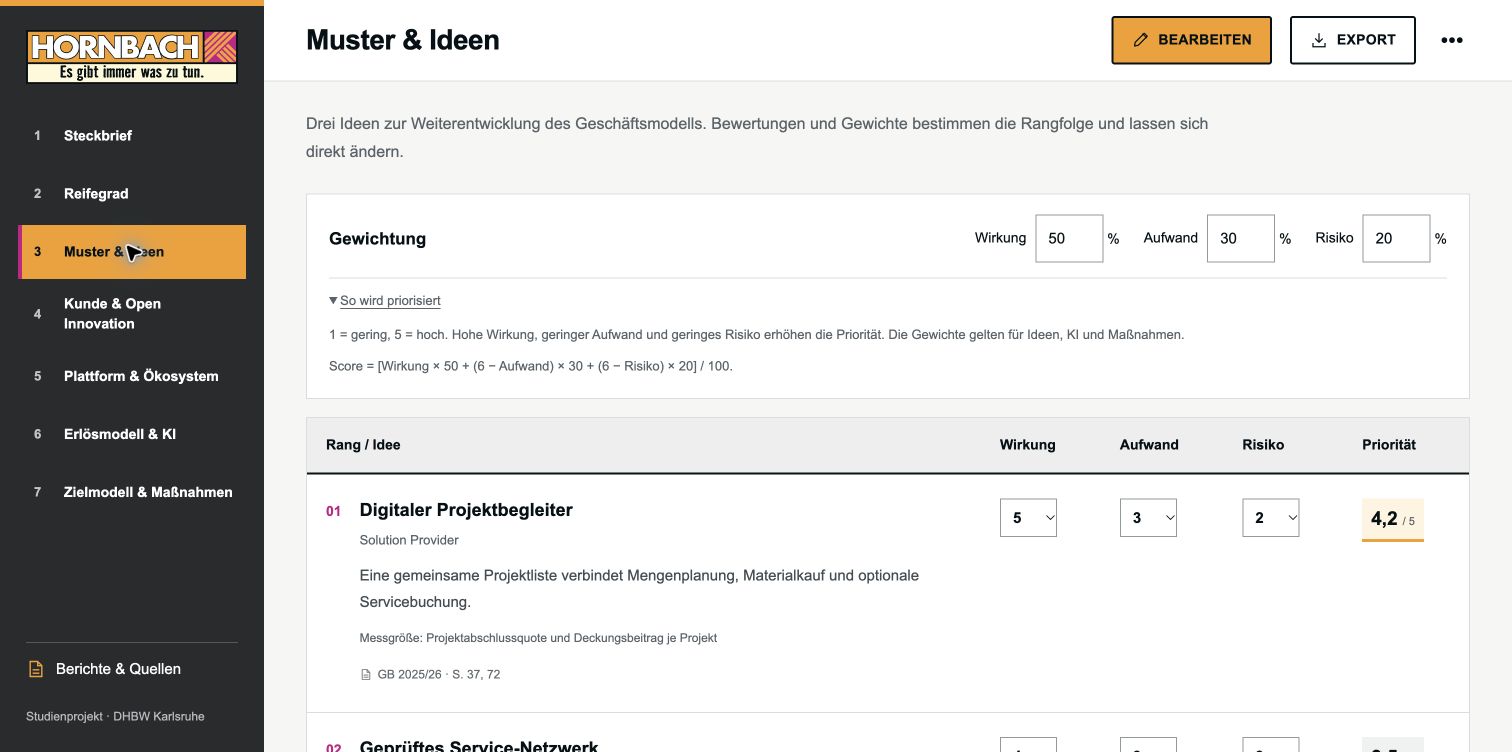 HORNBACH
Es gibt immer was zu tun.
1 Steckbrief
2 Reifegrad
3 Muster &
4 Kunde & Open
Innovation
5 Plattform & Ökosystem
6 Erlösmodell & KI
7 Zielmodell & Maßnahmen
Berichte & Quellen
Studienprojekt · DHBW Karlsruhe
Muster & Ideen
BEARBEITEN
EXPORT
Drei Ideen zur Weiterentwicklung des Geschäftsmodells. Bewertungen und Gewichte bestimmen die Rangfolge und lassen sich
direkt ändern.
Gewichtung
Wirkung 50 % Aufwand 30 % Risiko 20 %
So wird priorisiert
1 = gering, 5 = hoch. Hohe Wirkung, geringer Aufwand und geringes Risiko erhöhen die Priorität. Die Gewichte gelten für Ideen, KI und Maßnahmen.
Score = [Wirkung × 50 + (6 − Aufwand) × 30 + (6 − Risiko) × 20] / 100.
Rang / Idee Wirkung Aufwand Risiko Priorität
01 Digitaler Projektbegleiter 5 3 2 4,2 / 5
Solution Provider
Eine gemeinsame Projektliste verbindet Mengenplanung, Materialkauf und optionale
Servicebuchung.
Messgröße: Projektabschlussquote und Deckungsbeitrag je Projekt
GB 2025/26 · S. 37, 72
02 Geprüftes Service-Netzwerk